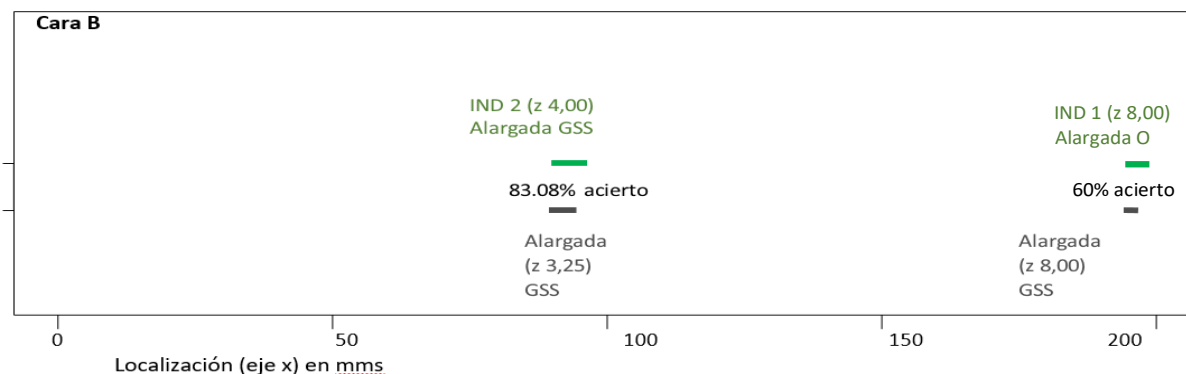 Cara B
IND 2 (z 4,00)
Alargada GSS
IND 1 (z 8,00)
Alargada O
83.08% acierto
60% acierto
Alargada
(z 3,25)
GSS
Alargada
(z 8,00)
GSS
0 50 100 150 200
Localización (eje x) en mms